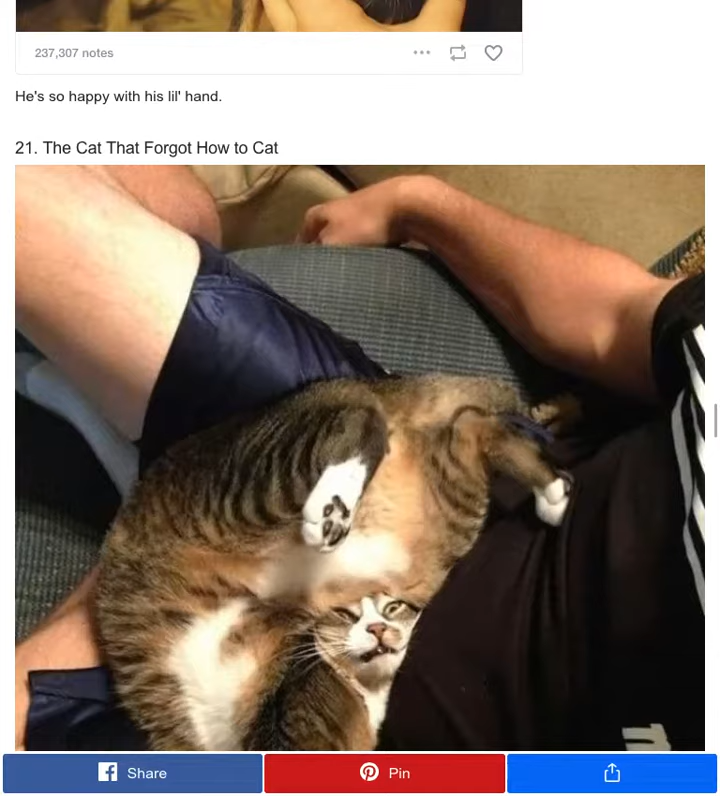 237,307 notes
He's so happy with his lil' hand.
21. The Cat That Forgot How to Cat
Share
Pin